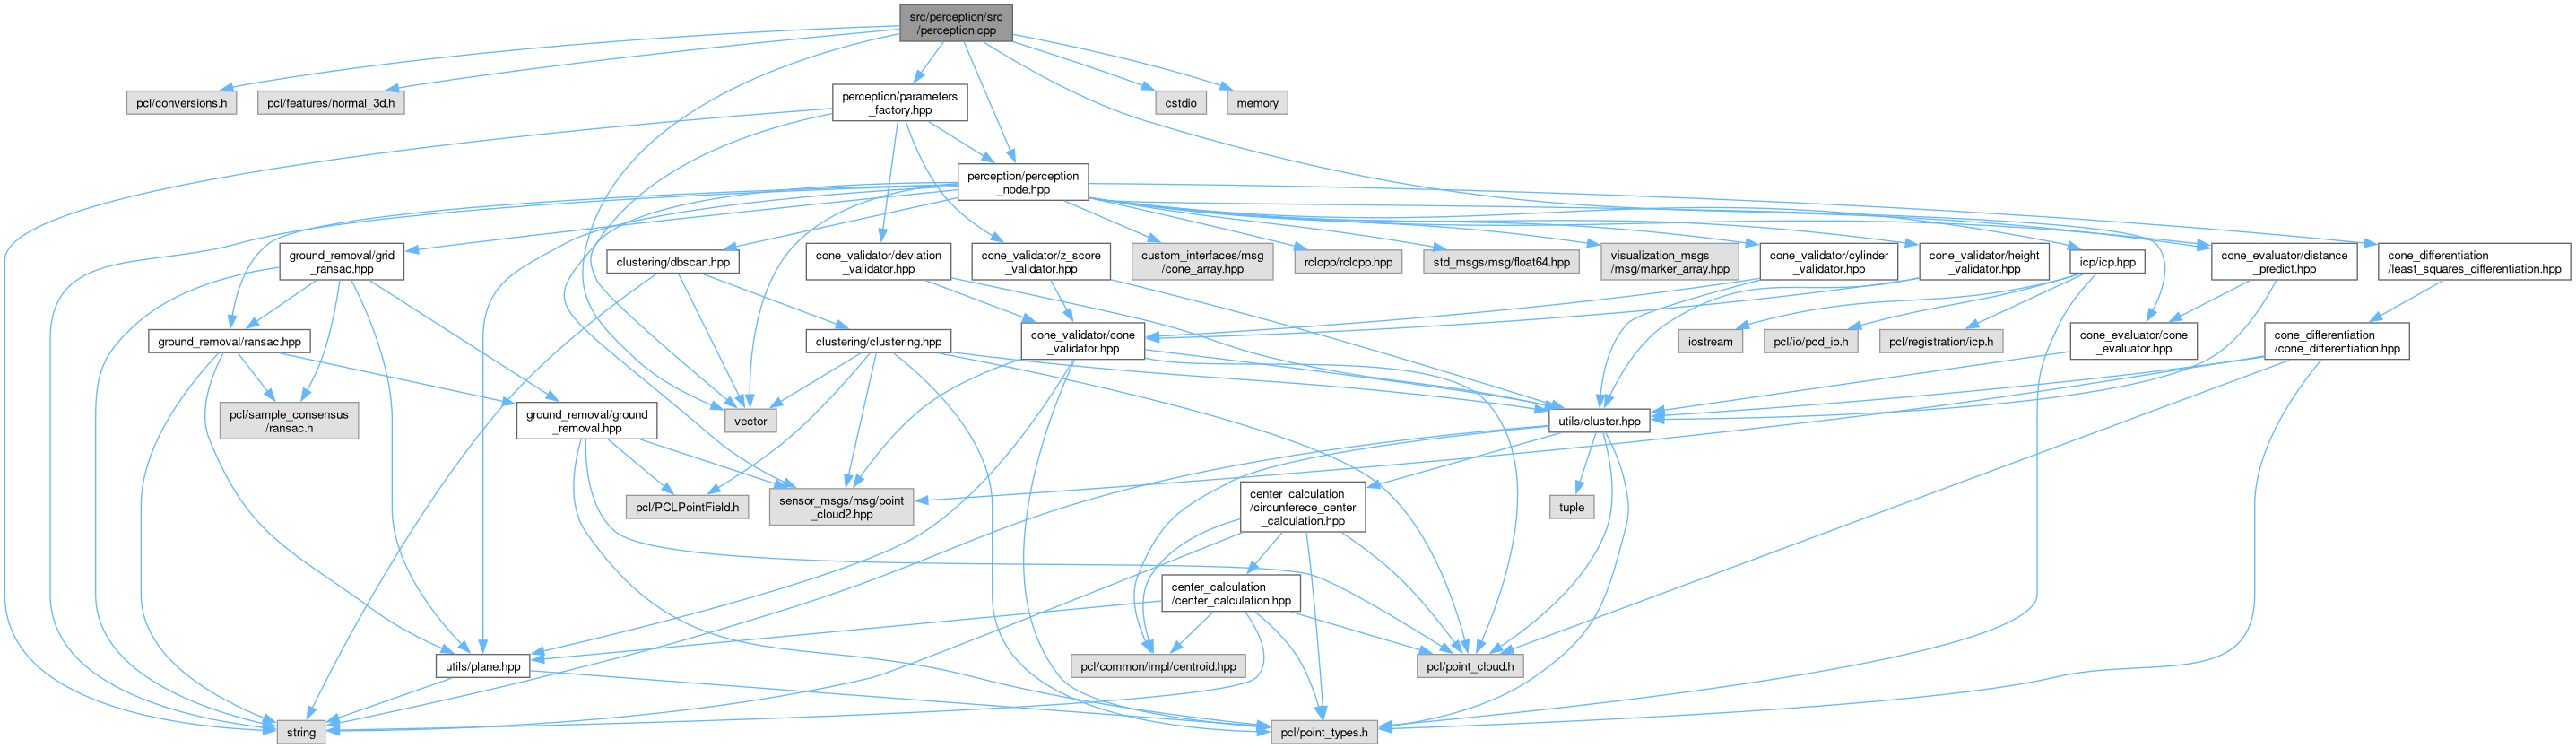 src/perception/src
/perception.cpp
pcl/conversions.h
pcl/features/normal_3d.h
perception/parameters
_factory.hpp
cstdio
memory
perception/perception
_node.hpp
ground_removal/grid
_ransac.hpp
clustering/dbscan.hpp
cone_validator/deviation
_validator.hpp
cone_validator/z_score
_validator.hpp
custom_interfaces/msg
/cone_array.hpp
rclcpp/rclcpp.hpp
std_msgs/msg/float64.hpp
visualization_msgs
/msg/marker_array.hpp
cone_validator/cylinder
_validator.hpp
cone_validator/height
_validator.hpp
icp/icp.hpp
cone_evaluator/distance
_predict.hpp
cone_differentiation
/least_squares_differentiation.hpp
ground_removal/ransac.hpp
clustering/clustering.hpp
cone_validator/cone
_validator.hpp
iostream
pcl/io/pcd_io.h
pcl/registration/icp.h
cone_evaluator/cone
_evaluator.hpp
cone_differentiation
/cone_differentiation.hpp
pcl/sample_consensus
/ransac.h
ground_removal/ground
_removal.hpp
vector
utils/cluster.hpp
pcl/PCLPointField.h
sensor_msgs/msg/point
_cloud2.hpp
center_calculation
/circunferece_center
_calculation.hpp
tuple
center_calculation
/center_calculation.hpp
utils/plane.hpp
pcl/common/impl/centroid.hpp
pcl/point_cloud.h
string
pcl/point_types.h